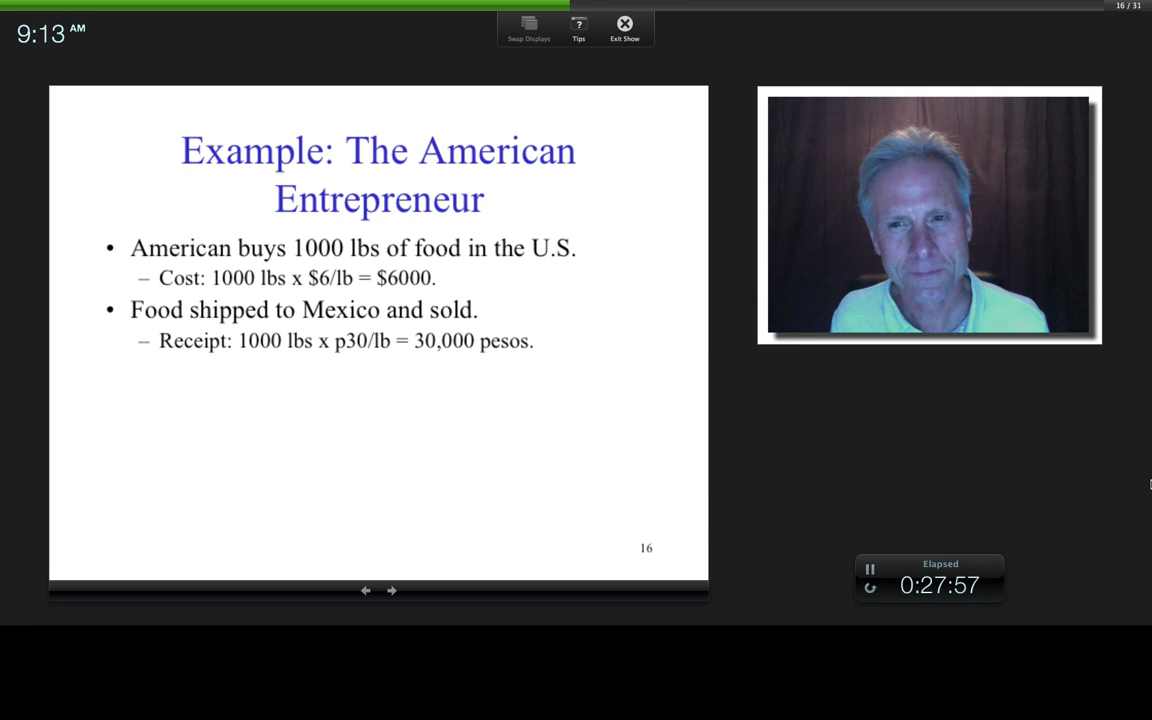 16 / 31
9:13 AM
Swap Displays
Tips
Exit Show
Example: The American
Entrepreneur
• American buys 1000 lbs of food in the U.S.
– Cost: 1000 lbs x $6/lb = $6000.
• Food shipped to Mexico and sold.
– Receipt: 1000 lbs x p30/lb = 30,000 pesos.
16
Elapsed
0:27:57